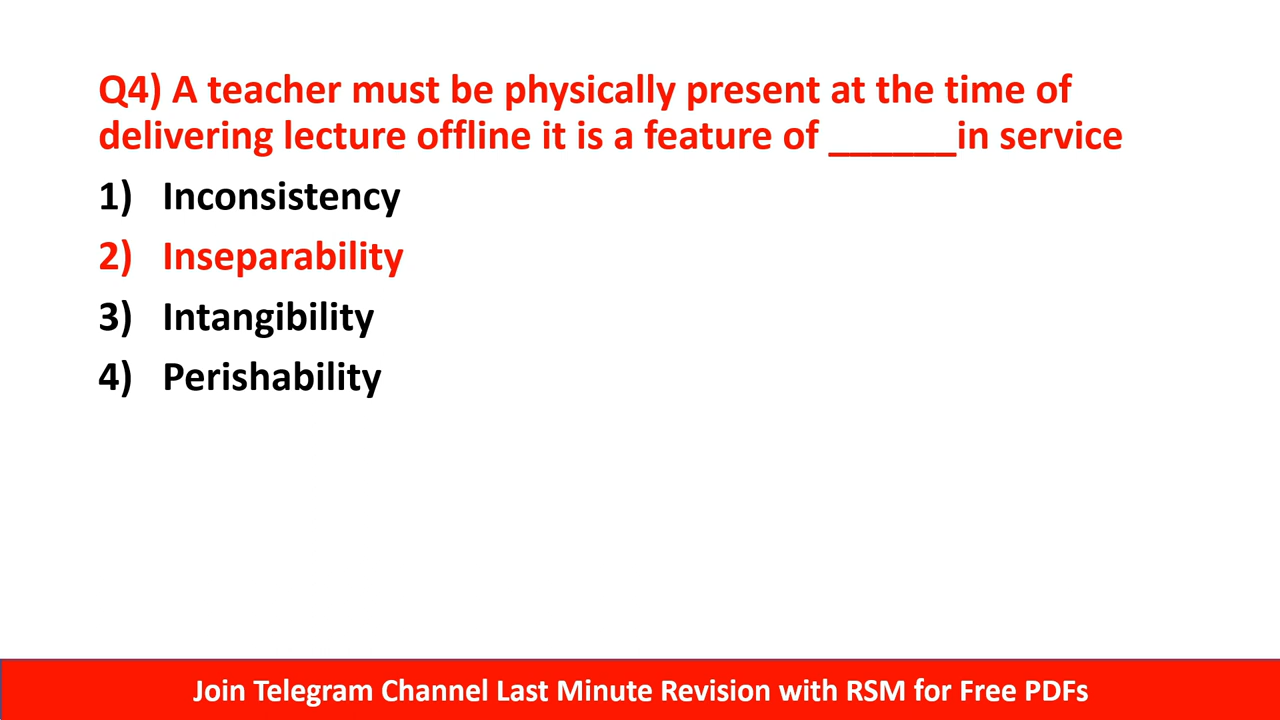 Q4) A teacher must be physically present at the time of
delivering lecture offline it is a feature of ______in service
1) Inconsistency
2) Inseparability
3) Intangibility
4) Perishability
Join Telegram Channel Last Minute Revision with RSM for Free PDFs